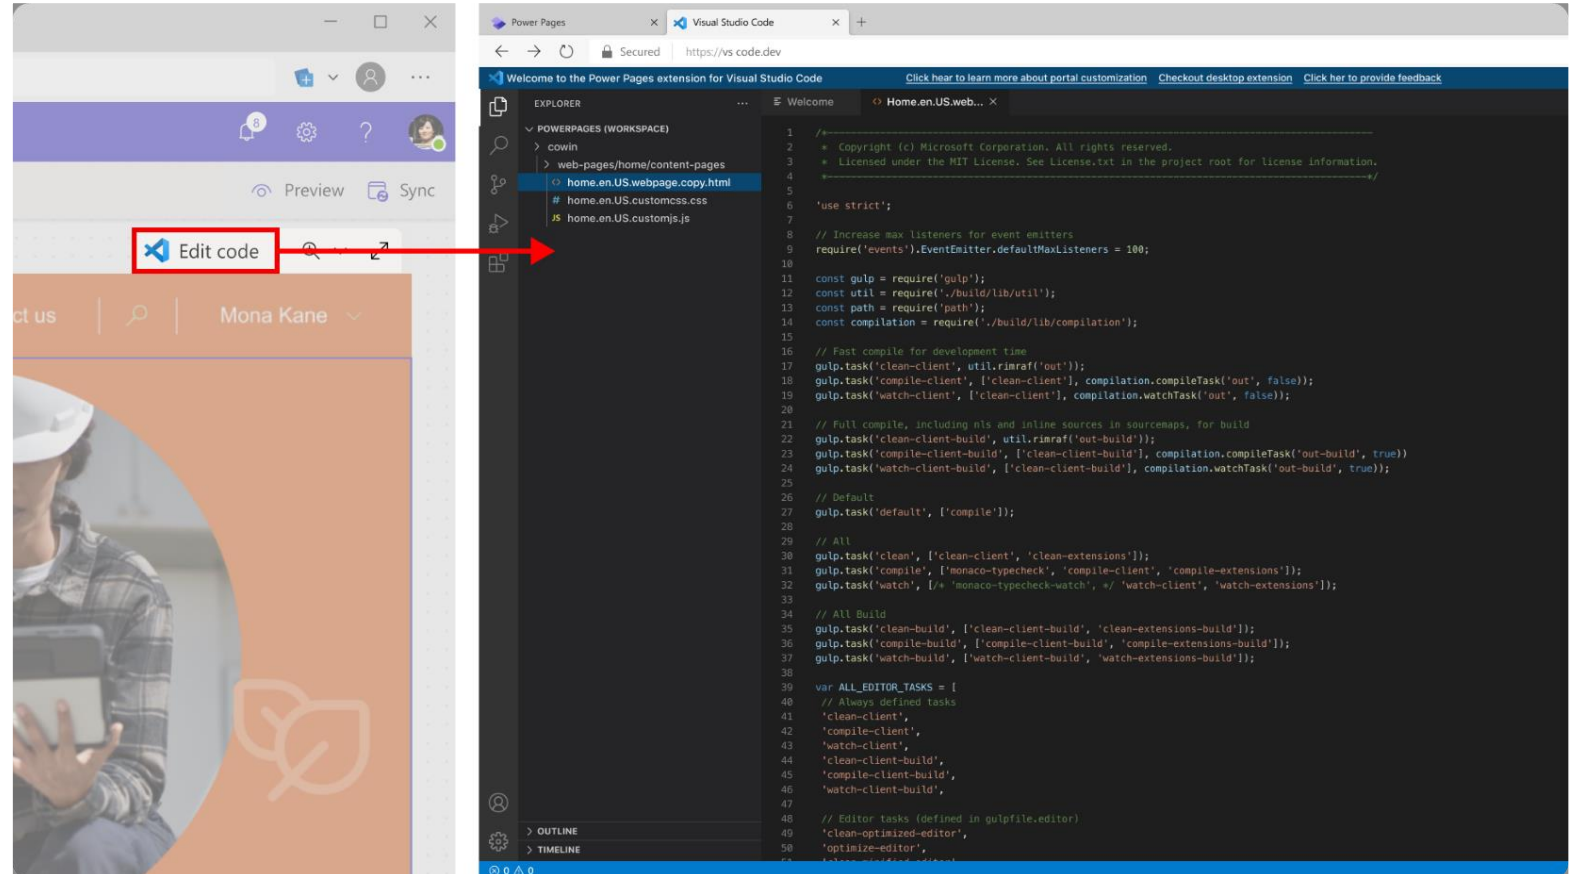 8
?
Preview
Sync
Edit code
ct us
Mona Kane
Power Pages
Visual Studio Code
Secured
https://vs code.dev
Welcome to the Power Pages extension for Visual Studio Code
Click hear to learn more about portal customization Checkout desktop extension Click her to provide feedback
EXPLORER
POWERPAGES (WORKSPACE)
cowin
web-pages/home/content-pages
home.en.US.webpage.copy.html
# home.en.US.customcss.css
JS home.en.US.customjs.js
OUTLINE
TIMELINE
0 0
Welcome
Home.en.US.web...
1 /*---------------------------------------------------------------------------------------------
2 * Copyright (c) Microsoft Corporation. All rights reserved.
3 * Licensed under the MIT License. See License.txt in the project root for license information.
4 *--------------------------------------------------------------------------------------------*/
5
6 'use strict';
7
8 // Increase max listeners for event emitters
9 require('events').EventEmitter.defaultMaxListeners = 100;
10
11 const gulp = require('gulp');
12 const util = require('./build/lib/util');
13 const path = require('path');
14 const compilation = require('./build/lib/compilation');
15
16 // Fast compile for development time
17 gulp.task('clean-client', util.rimraf('out'));
18 gulp.task('compile-client', ['clean-client'], compilation.compileTask('out', false));
19 gulp.task('watch-client', ['clean-client'], compilation.watchTask('out', false));
20
21 // Full compile, including nls and inline sources in sourcemaps, for build
22 gulp.task('clean-client-build', util.rimraf('out-build'));
23 gulp.task('compile-client-build', ['clean-client-build'], compilation.compileTask('out-build', true))
24 gulp.task('watch-client-build', ['clean-client-build'], compilation.watchTask('out-build', true));
25
26 // Default
27 gulp.task('default', ['compile']);
28
29 // All
30 gulp.task('clean', ['clean-client', 'clean-extensions']);
31 gulp.task('compile', ['monaco-typecheck', 'compile-client', 'compile-extensions']);
32 gulp.task('watch', [/* 'monaco-typecheck-watch', */ 'watch-client', 'watch-extensions']);
33
34 // All Build
35 gulp.task('clean-build', ['clean-client-build', 'clean-extensions-build']);
36 gulp.task('compile-build', ['compile-client-build', 'compile-extensions-build']);
37 gulp.task('watch-build', ['watch-client-build', 'watch-extensions-build']);
38
39 var ALL_EDITOR_TASKS = [
40 // Always defined tasks
41 'clean-client',
42 'compile-client',
43 'watch-client',
44 'clean-client-build',
45 'compile-client-build',
46 'watch-client-build',
47
48 // Editor tasks (defined in gulpfile.editor)
49 'clean-optimized-editor',
50 'optimize-editor',